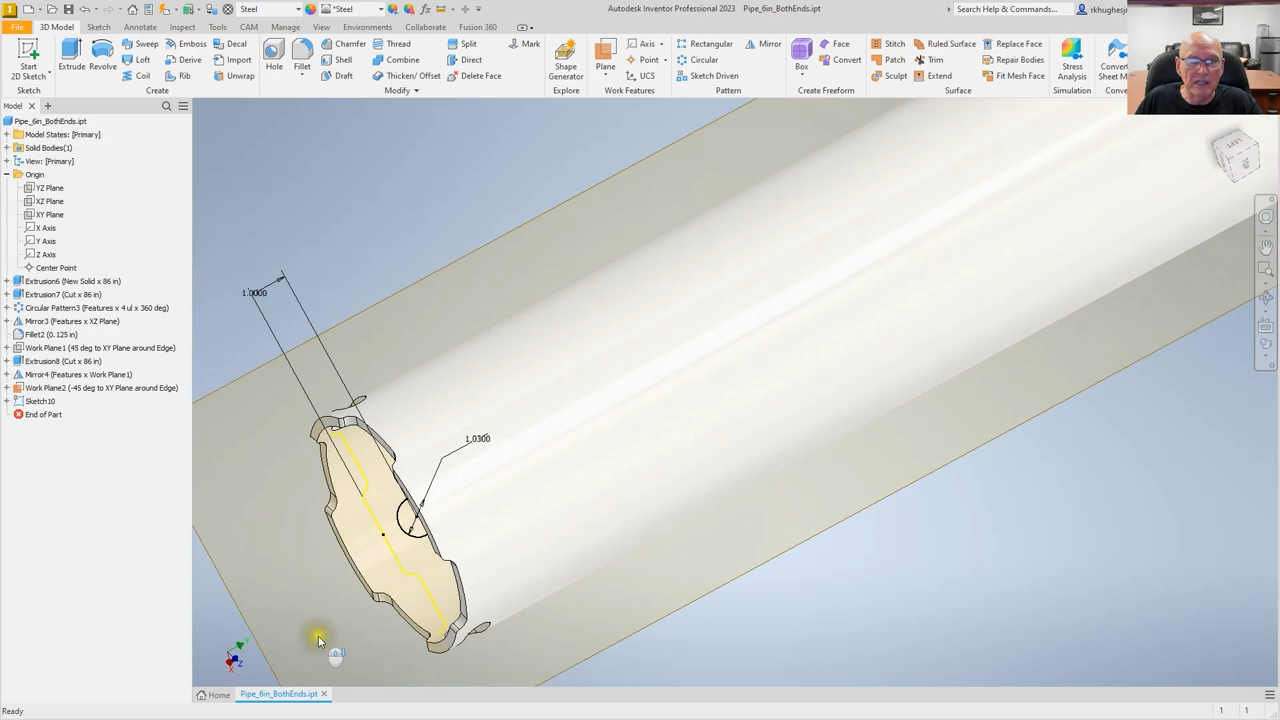 Steel
*Steel
Autodesk Inventor Professional 2023 Pipe_6in_BothEnds.ipt
Search Help & Commands...
rkhughesjr
File
3D Model
Sketch
Annotate
Inspect
Tools
CAM
Manage
View
Environments
Collaborate
Fusion 360
Start
2D Sketch
Sketch
Extrude
Revolve
Sweep
Loft
Coil
Emboss
Derive
Rib
Decal
Import
Unwrap
Create
Hole
Fillet
Chamfer
Shell
Draft
Thread
Combine
Thicken/ Offset
Split
Direct
Delete Face
Modify
Mark
Shape
Generator
Explore
Plane
Axis
Point
UCS
Work Features
Rectangular
Circular
Sketch Driven
Mirror
Pattern
Box
Face
Convert
Create Freeform
Stitch
Patch
Sculpt
Ruled Surface
Trim
Extend
Replace Face
Repair Bodies
Fit Mesh Face
Surface
Stress
Analysis
Simulation
Conv
Sheet M
Conv
Model
Pipe_6in_BothEnds.ipt
Model States: [Primary]
Solid Bodies(1)
View: [Primary]
Origin
YZ Plane
XZ Plane
XY Plane
X Axis
Y Axis
Z Axis
Center Point
Extrusion6 (New Solid x 86 in)
Extrusion7 (Cut x 86 in)
Circular Pattern3 (Features x 4 ul x 360 deg)
Mirror3 (Features x XZ Plane)
Fillet2 (0.125 in)
Work Plane1 (45 deg to XY Plane around Edge)
Extrusion8 (Cut x 86 in)
Mirror4 (Features x Work Plane1)
Work Plane2 (-45 deg to XY Plane around Edge)
Sketch10
End of Part
1.0000
1.0300
LEFT
Y
Z
X
Home
Pipe_6in_BothEnds.ipt
Ready
1
1